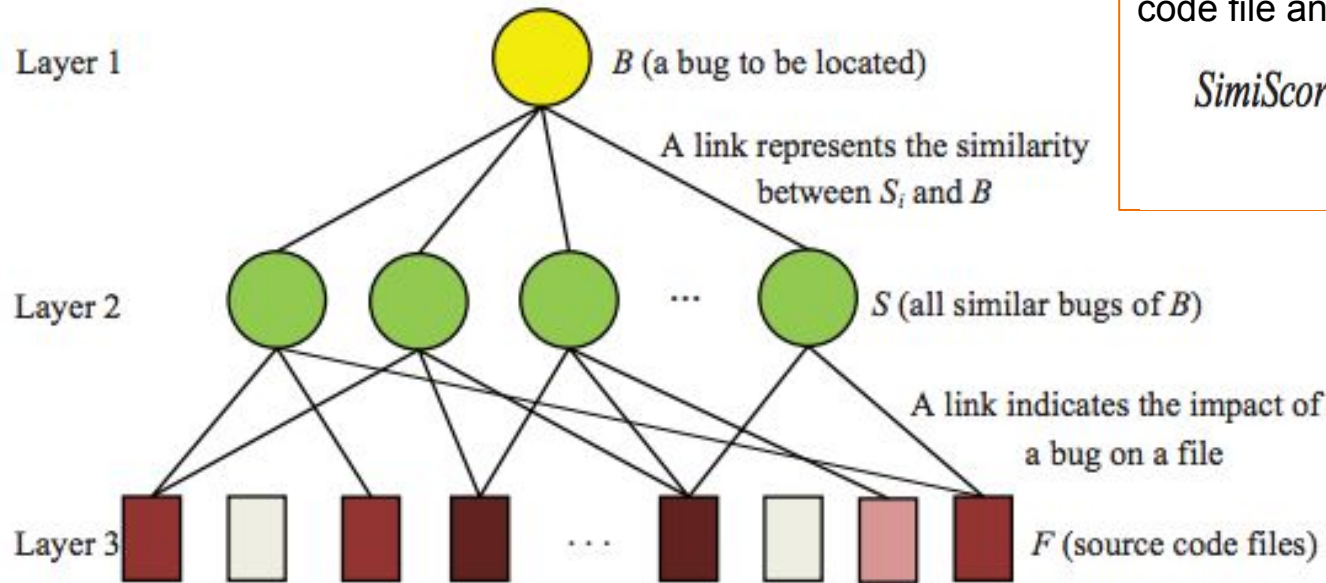 code file an
SimiScor
Layer 1
B (a bug to be located)
A link represents the similarity
between Sᵢ and B
Layer 2
...
S (all similar bugs of B)
A link indicates the impact of
a bug on a file
Layer 3
...
F (source code files)